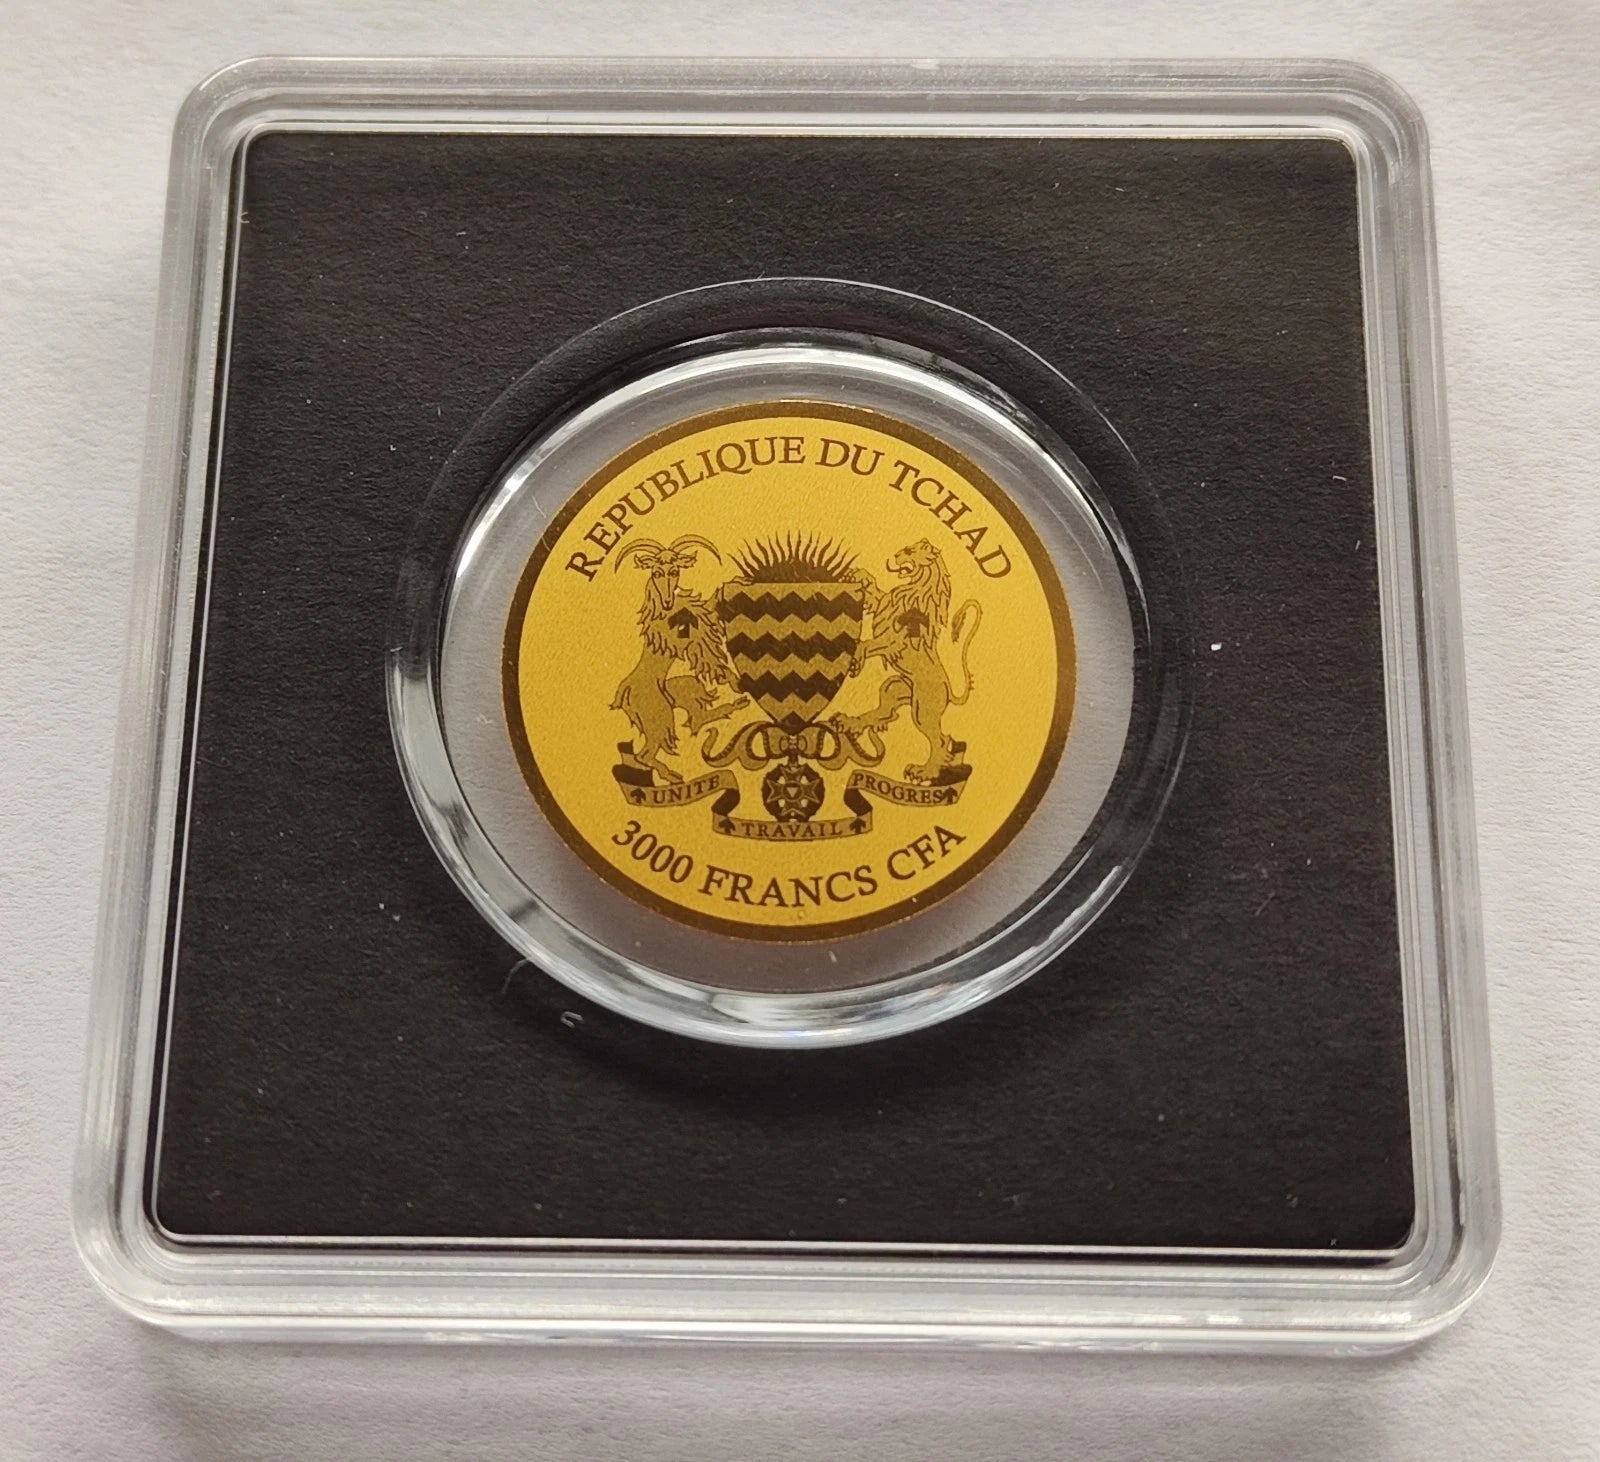 REPUBLIQUE DU TCHAD
UNITE
PROGRES
TRAVAIL
3000 FRANCS CFA